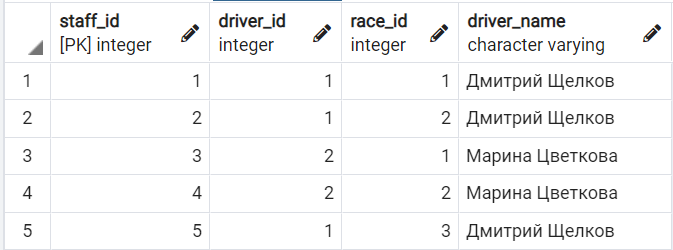 staff_id driver_id race_id driver_name
[PK] integer integer integer character varying
1 1 1 1 Дмитрий Щелков
2 2 1 2 Дмитрий Щелков
3 3 2 1 Марина Цветкова
4 4 2 2 Марина Цветкова
5 5 1 3 Дмитрий Щелков